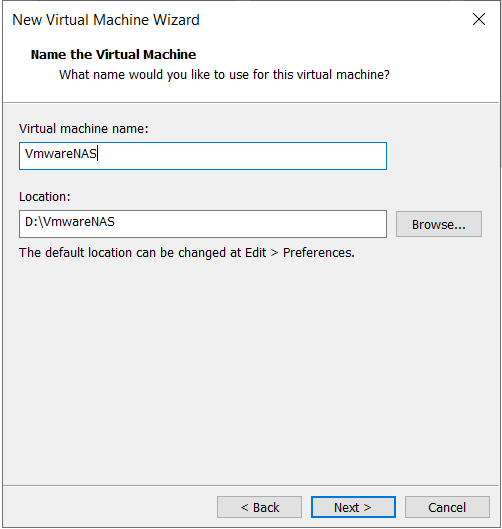 New Virtual Machine Wizard
Name the Virtual Machine
What name would you like to use for this virtual machine?
Virtual machine name:
VmwareNAS
Location:
D:\VmwareNAS
Browse...
The default location can be changed at Edit > Preferences.
< Back
Next >
Cancel